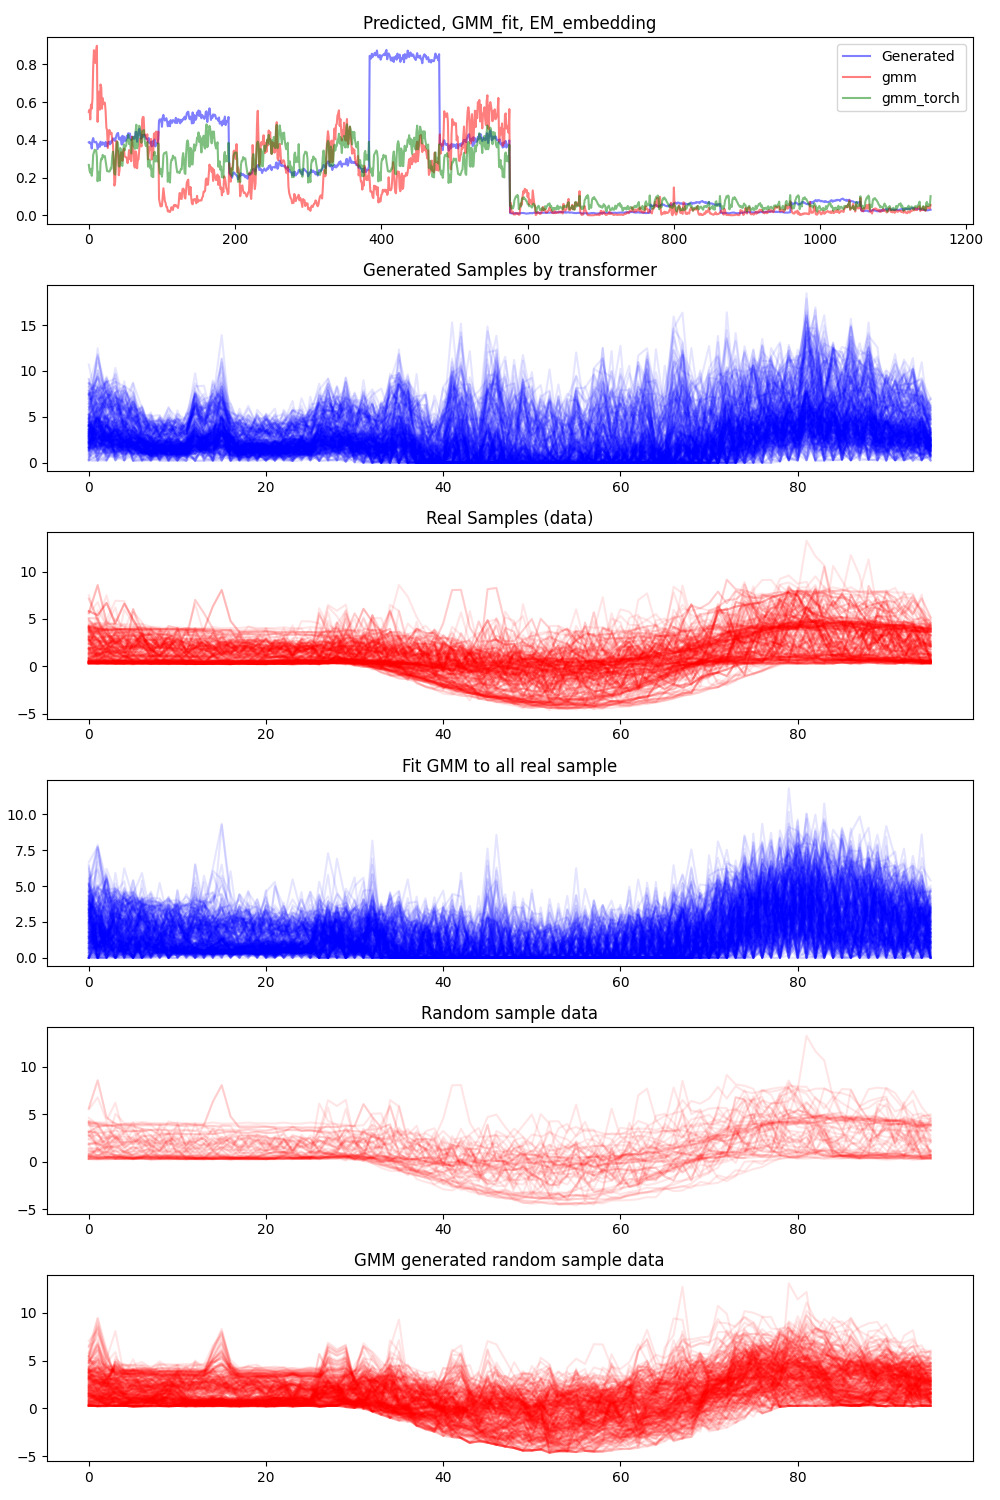 Predicted, GMM_fit, EM_embedding
0.8
0.6
0.4
0.2
0.0
Generated
gmm
gmm_torch
0 200 400 600 800 1000 1200
Generated Samples by transformer
15
10
5
0
0 20 40 60 80
Real Samples (data)
10
5
0
−5
0 20 40 60 80
Fit GMM to all real sample
10.0
7.5
5.0
2.5
0.0
0 20 40 60 80
Random sample data
10
5
0
−5
0 20 40 60 80
GMM generated random sample data
10
5
0
−5
0 20 40 60 80